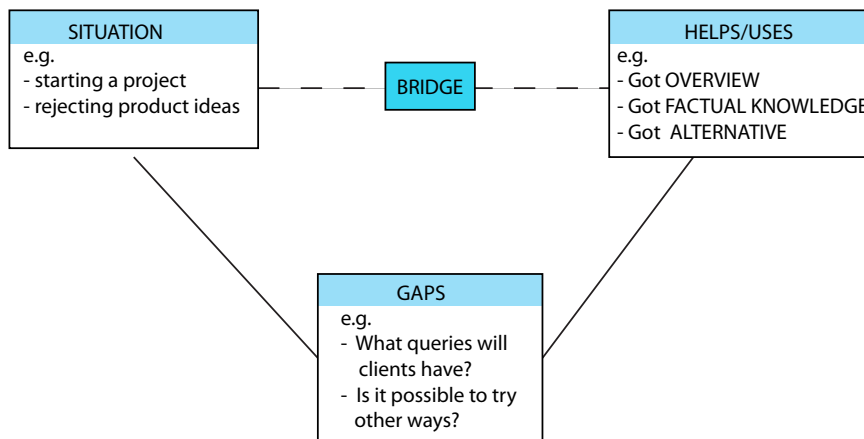 SITUATION
e.g.
- starting a project
- rejecting product ideas
BRIDGE
HELPS/USES
e.g.
- Got OVERVIEW
- Got FACTUAL KNOWLEDGE
- Got ALTERNATIVE
GAPS
e.g.
- What queries will
clients have?
- Is it possible to try
other ways?